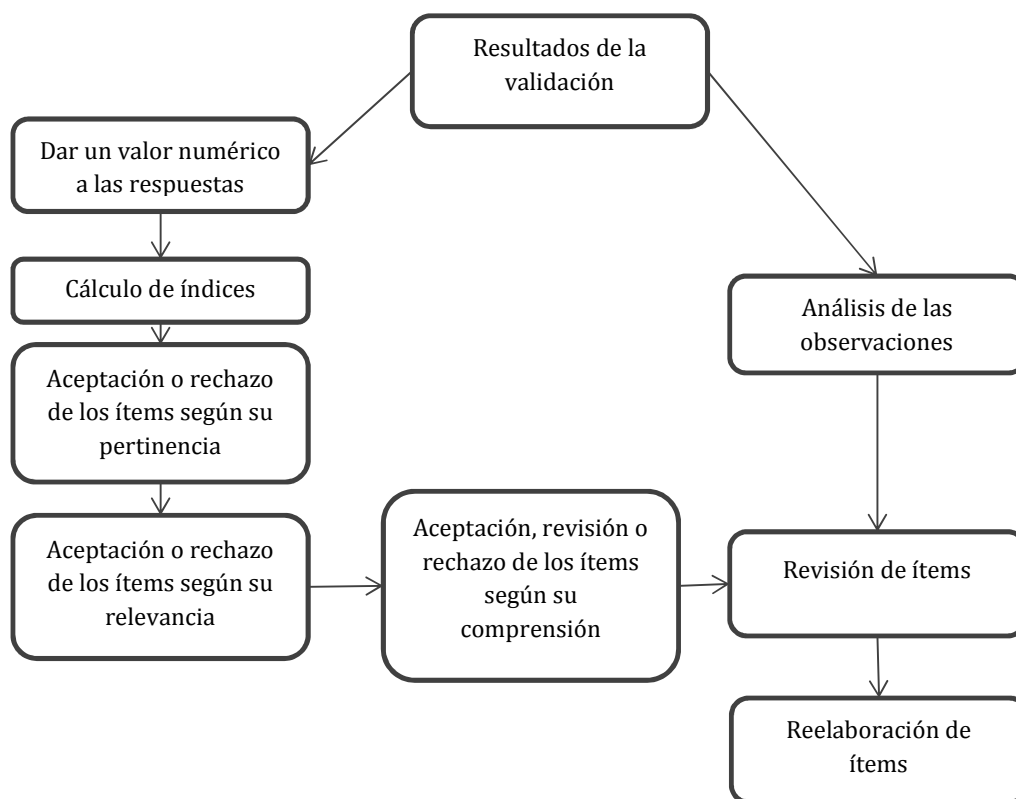 Resultados de la
validación
Dar un valor numérico
a las respuestas
Cálculo de índices
Análisis de las
observaciones
Aceptación o rechazo
de los ítems según su
pertinencia
Aceptación o rechazo
de los ítems según su
relevancia
Aceptación, revisión o
rechazo de los ítems
según su
comprensión
Revisión de ítems
Reelaboración de
ítems